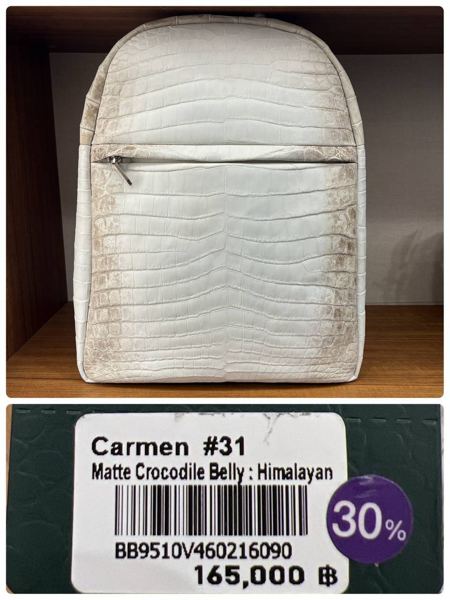 Carmen #31
Matte Crocodile Belly : Himalayan
30%
BB9510V460216090
165,000 ฿